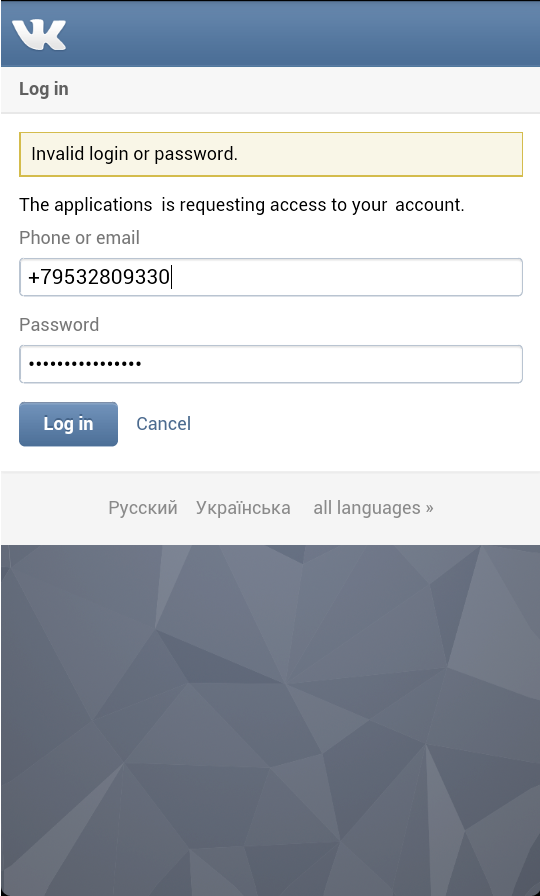 Log in
Invalid login or password.
The applications is requesting access to your account.
Phone or email
+79532809330
Password
••••••••••••••••
Log in Cancel
Русский Українська all languages »